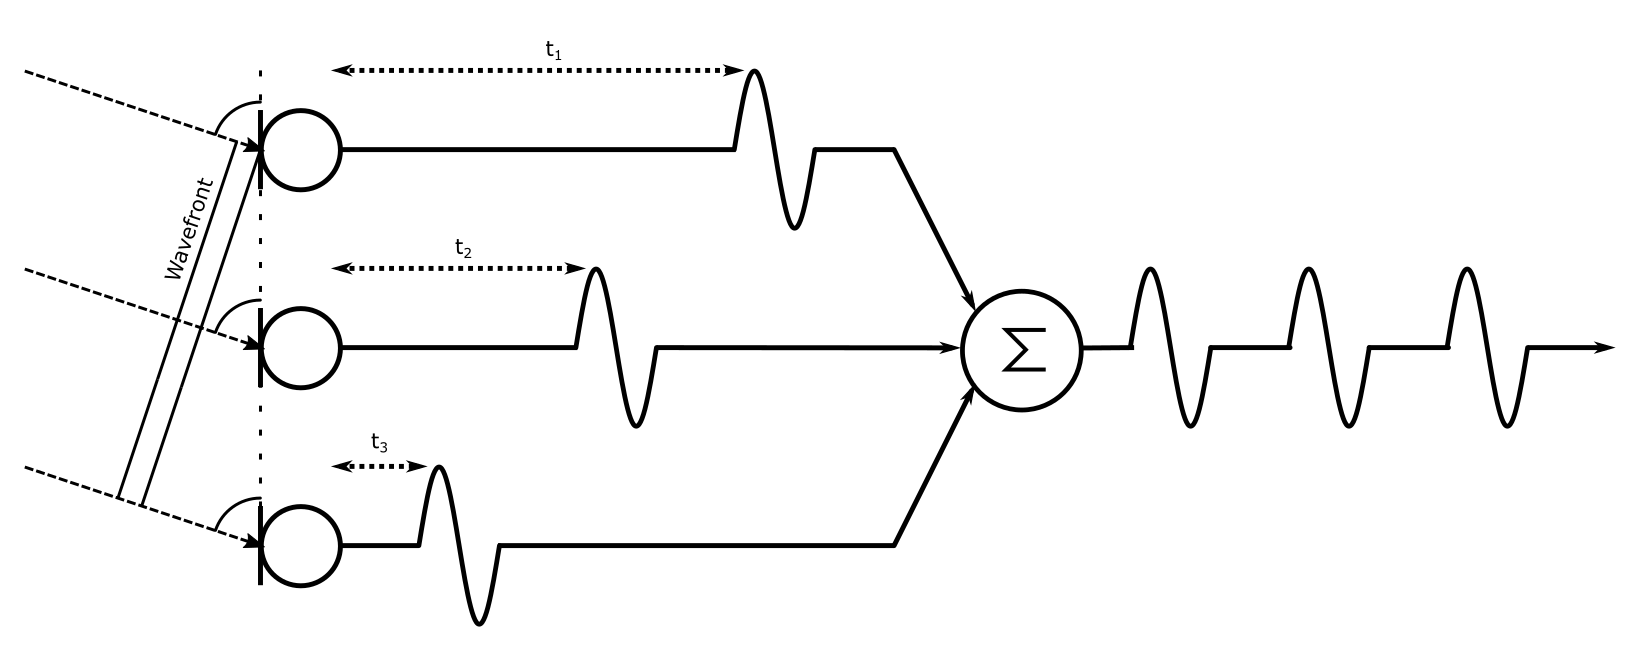 t₁
Wavefront
t₂
Σ
t₃